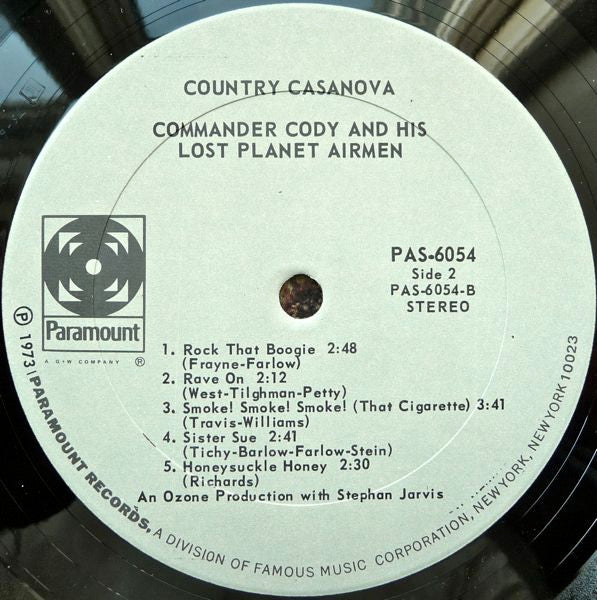 COUNTRY CASANOVA
COMMANDER CODY AND HIS
LOST PLANET AIRMEN
PAS-6054
Side 2
PAS-6054-B
STEREO
Paramount
A G+W COMPANY ®
1. Rock That Boogie 2:48
(Frayne-Farlow)
2. Rave On 2:12
(West-Tilghman-Petty)
3. Smoke! Smoke! Smoke! (That Cigarette) 3:41
(Travis-Williams)
4. Sister Sue 2:41
(Tichy-Barlow-Farlow-Stein)
5. Honeysuckle Honey 2:30
(Richards)
An Ozone Production with Stephan Jarvis
℗ 1973 | PARAMOUNT RECORDS, A DIVISION OF FAMOUS MUSIC CORPORATION, NEW YORK, NEW YORK 10023